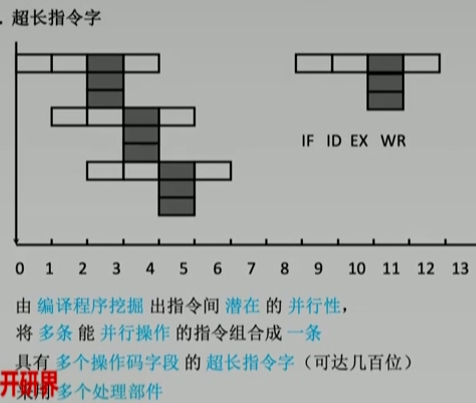 . 超长指令字
IF ID EX WR
0 1 2 3 4 5 6 7 8 9 10 11 12 13
由 编译程序挖掘 出指令间 潜在 的 并行性，
将 多条 能 并行操作 的指令组合成 一条
具有 多个操作码字段 的 超长指令字（可达几百位）
开研界
采用 多个处理部件